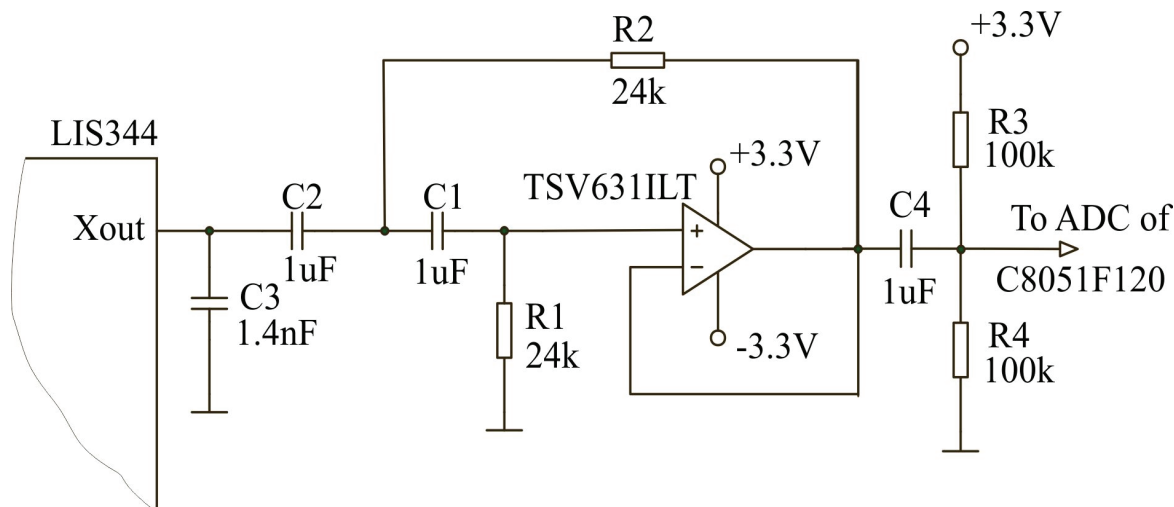 R2
24k
+3.3V
LIS344
Xout
C2
1uF
C1
1uF
C3
1.4nF
R1
24k
TSV631ILT
+3.3V
+
-
-3.3V
C4
1uF
R3
100k
To ADC of
C8051F120
R4
100k